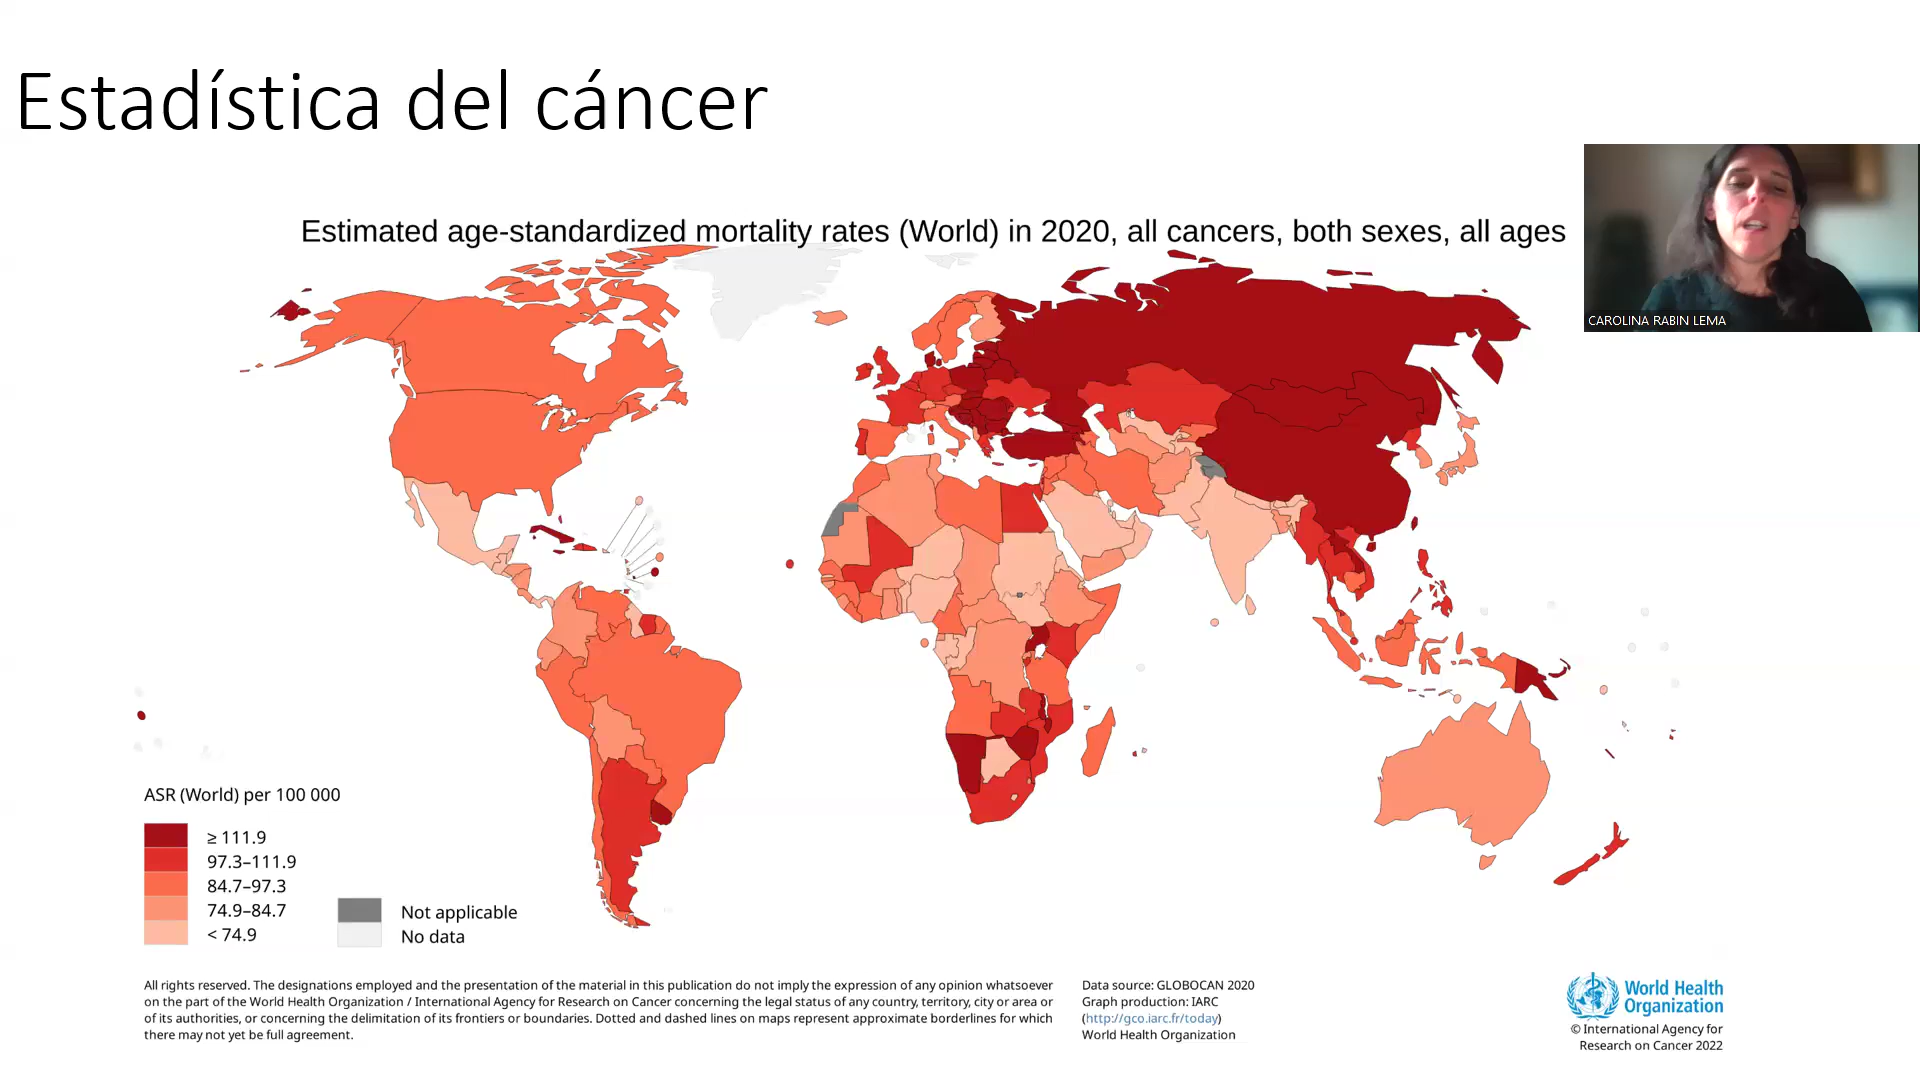 Estadística del cáncer
Estimated age-standardized mortality rates (World) in 2020, all cancers, both sexes, all ages
CAROLINA RABIN LEMA
ASR (World) per 100 000
≥ 111.9
97.3–111.9
84.7–97.3
74.9–84.7
< 74.9
Not applicable
No data
All rights reserved. The designations employed and the presentation of the material in this publication do not imply the expression of any opinion whatsoever
on the part of the World Health Organization / International Agency for Research on Cancer concerning the legal status of any country, territory, city or area or
of its authorities, or concerning the delimitation of its frontiers or boundaries. Dotted and dashed lines on maps represent approximate borderlines for which
there may not yet be full agreement.
Data source: GLOBOCAN 2020
Graph production: IARC
(http://gco.iarc.fr/today)
World Health Organization
World Health
Organization
© International Agency for
Research on Cancer 2022